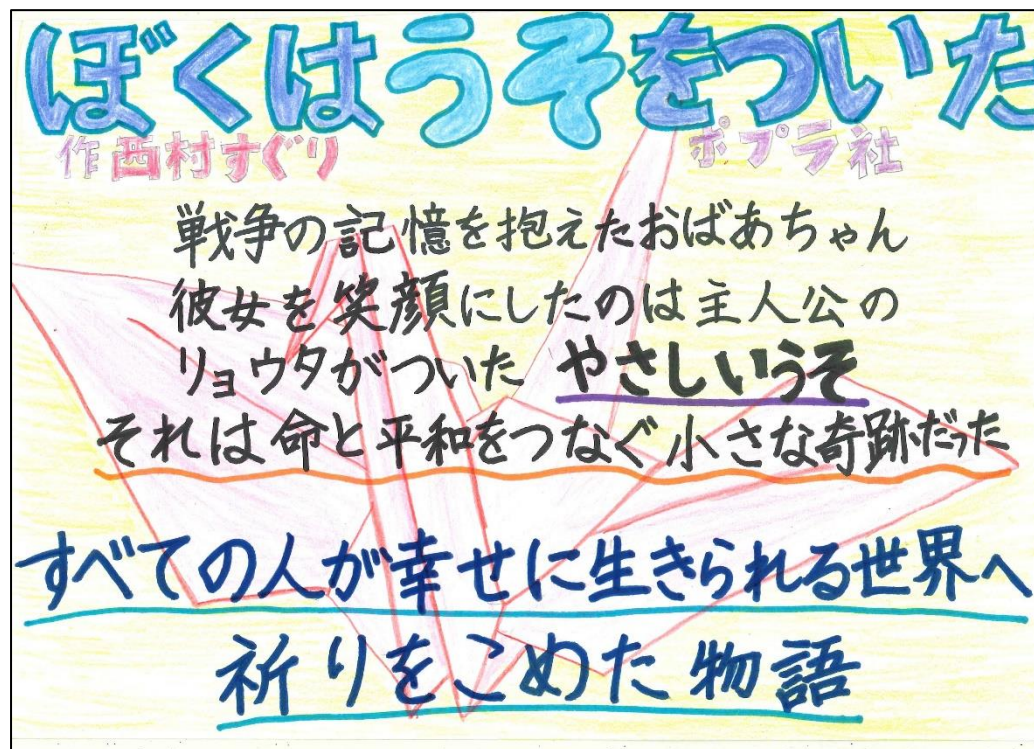 ぼくはうそをついた
作 西村すぐり ポプラ社
戦争の記憶を抱えたおばあちゃん
彼女を笑顔にしたのは主人公の
リョウタがついた やさしいうそ
それは命と平和をつなぐ小さな奇跡だった
すべての人が幸せに生きられる世界へ
祈りをこめた物語